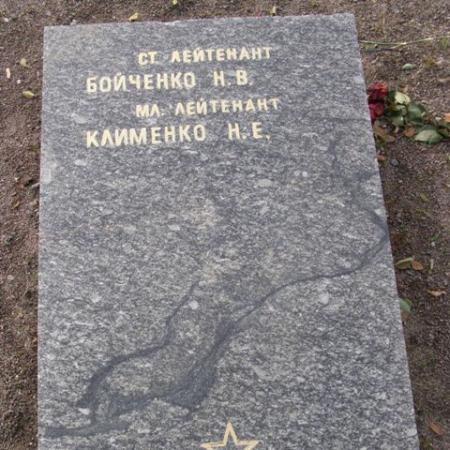 СТ. ЛЕЙТЕНАНТ
БОЙЧЕНКО Н.В.
МЛ. ЛЕЙТЕНАНТ
КЛИМЕНКО Н.Е.